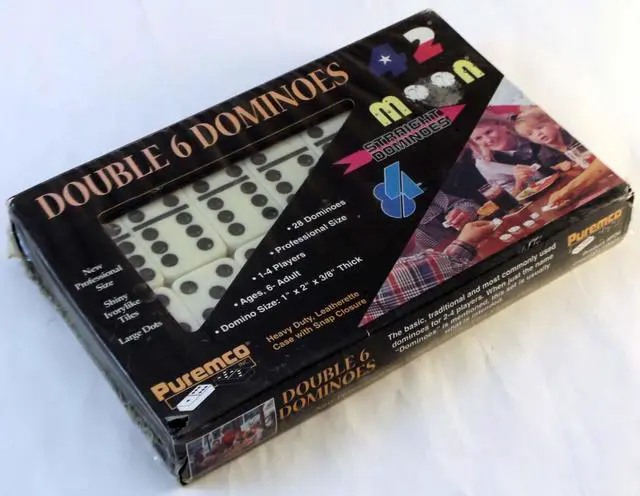 DOUBLE 6 DOMINOES
42
moon
STRAIGHT
DOMINOES
• 28 Dominoes
• Professional Size
• 1-4 Players
• Ages, 6- Adult
• Domino Size: 1" x 2" x 3/8" Thick
Heavy Duty, Leatherette
Case with Snap Closure
New
Professional
Size
Shiny
Ivorylike
Tiles
Large Dots
Puremco
INC.
DOUBLE 6
DOMINOES
The basic, traditional and most commonly used
dominoes for 2-4 players. When just the name
"Dominoes" is mentioned, this set is usually
what is
Puremco